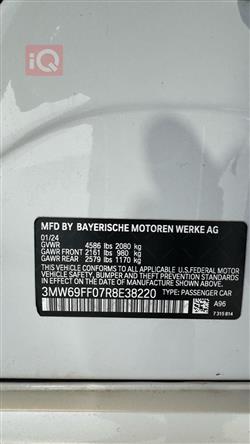 iQ
MFD BY BAYERISCHE MOTOREN WERKE AG
01/24
GVWR 4586 lbs 2080 kg
GAWR FRONT 2161 lbs 980 kg
GAWR REAR 2579 lbs 1170 kg
THIS VEHICLE CONFORMS TO ALL APPLICABLE U.S. FEDERAL MOTOR
VEHICLE SAFETY, BUMPER, AND THEFT PREVENTION STANDARDS
IN EFFECT ON THE DATE OF MANUFACTURE SHOWN ABOVE.
3MW69FF07R8E38220 TYPE: PASSENGER CAR
A96
7 315 814